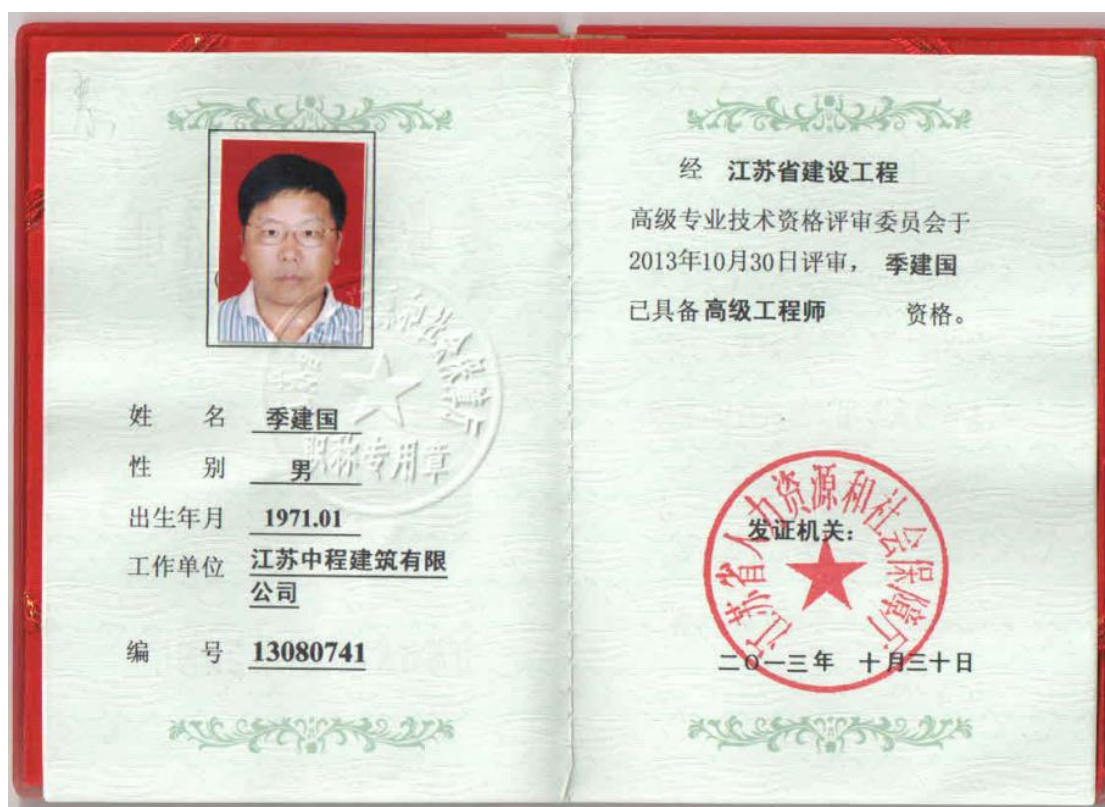 姓 名 季建国
性 别 男
出生年月 1971.01
工作单位 江苏中程建筑有限
公司
编 号 13080741
职称专用章
经 江苏省建设工程
高级专业技术资格评审委员会于
2013年10月30日评审， 季建国
已具备高级工程师 资格。
江苏省人力资源和社会保障厅
发证机关：
二〇一三年 十月三十日